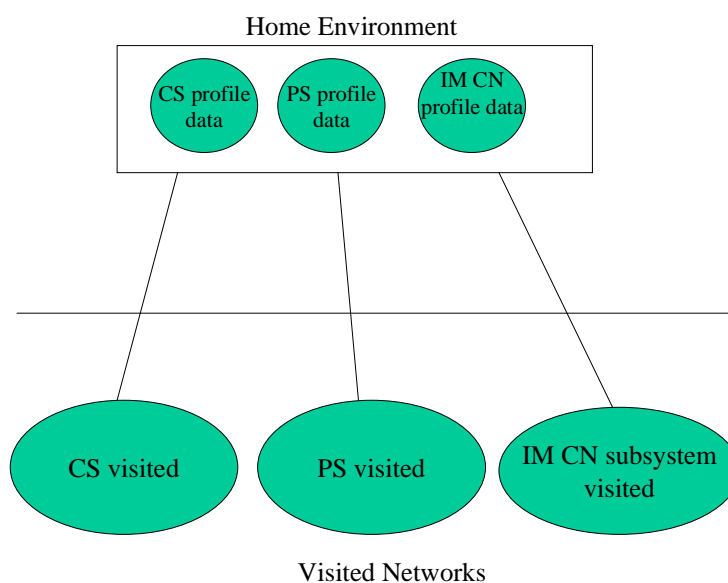 Home Environment
CS profile
data
PS profile
data
IM CN
profile data
CS visited
PS visited
IM CN subsystem
visited
Visited Networks